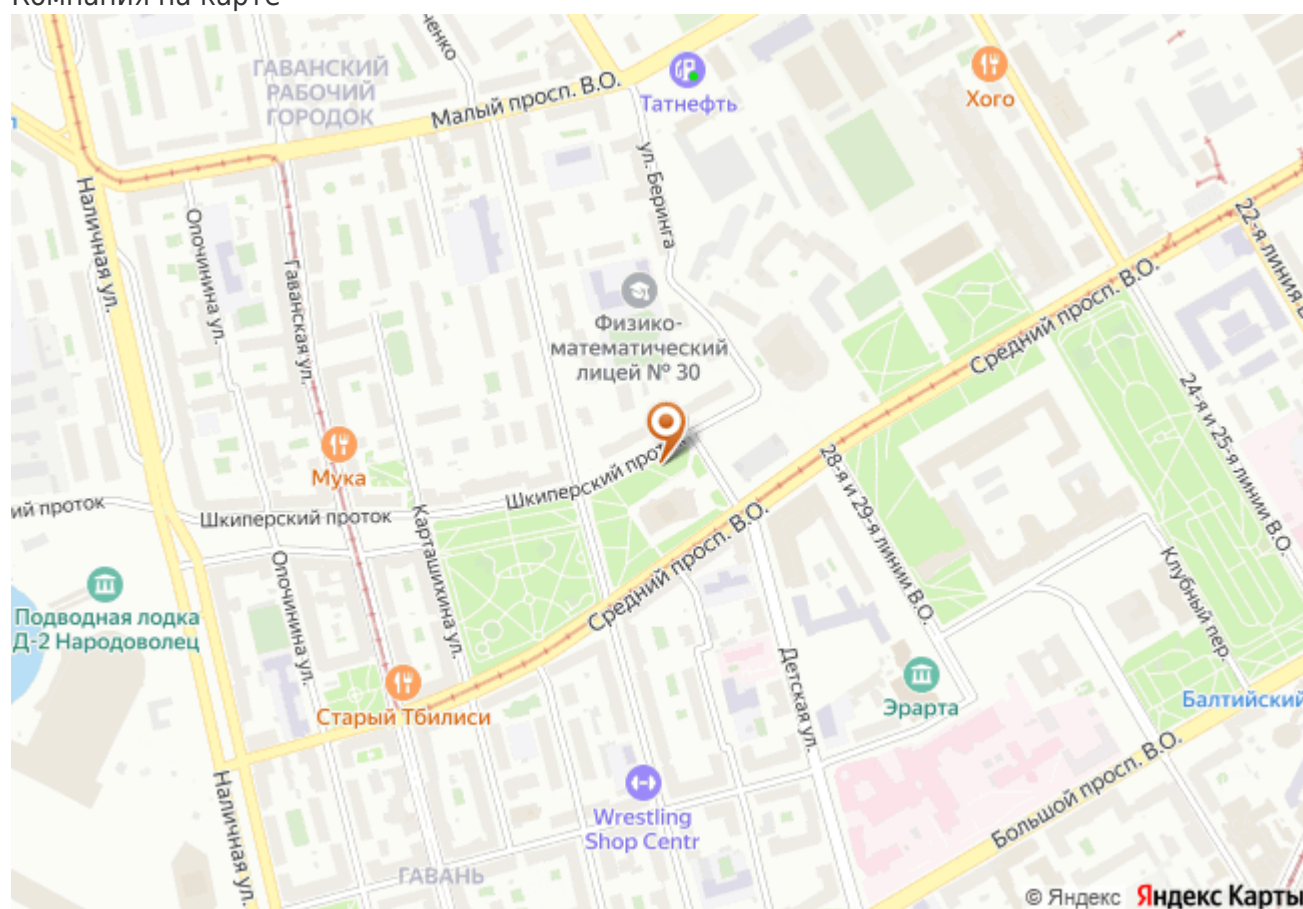 Компания на карте
ГАВАНСКИЙ
РАБОЧИЙ
ГОРОДОК
ченко
Малый просп. В.О.
Татнефть
Хого
ул. Беринга
Наличная ул.
Опочинина ул.
Гаванская ул.
22-я линия В
Физико-
математический
лицей № 30
Средний просп. В.О.
24-я и 25-я линии В.О.
Мука
Шкиперский прото
ий проток
Шкиперский проток
28-я и 29-я линии В.О.
Карташихина ул.
Опочинина ул.
Подводная лодка
Д-2 Народоволец
Средний просп. В.О.
Клубный пер.
Детская ул.
Эрарта
Балтийский
Старый Тбилиси
Наличная ул.
Wrestling
Shop Centr
Большой просп. В.О.
ГАВАНЬ
© Яндекс Яндекс Карты